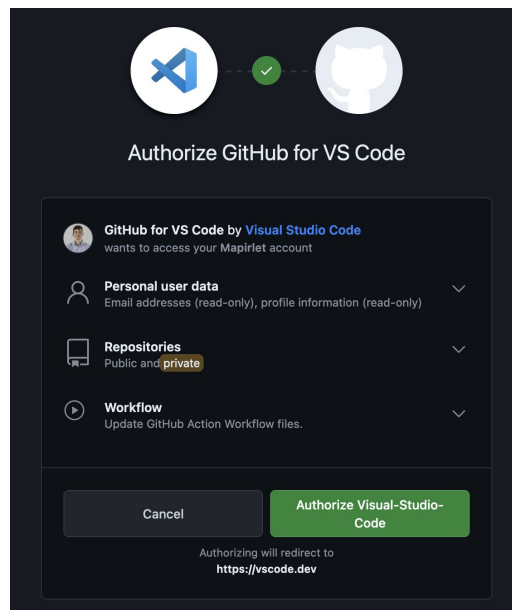 Authorize GitHub for VS Code
GitHub for VS Code by Visual Studio Code
wants to access your Mapirlet account
Personal user data
Email addresses (read-only), profile information (read-only)
Repositories
Public and private
Workflow
Update GitHub Action Workflow files.
Cancel
Authorize Visual-Studio-
Code
Authorizing will redirect to
https://vscode.dev